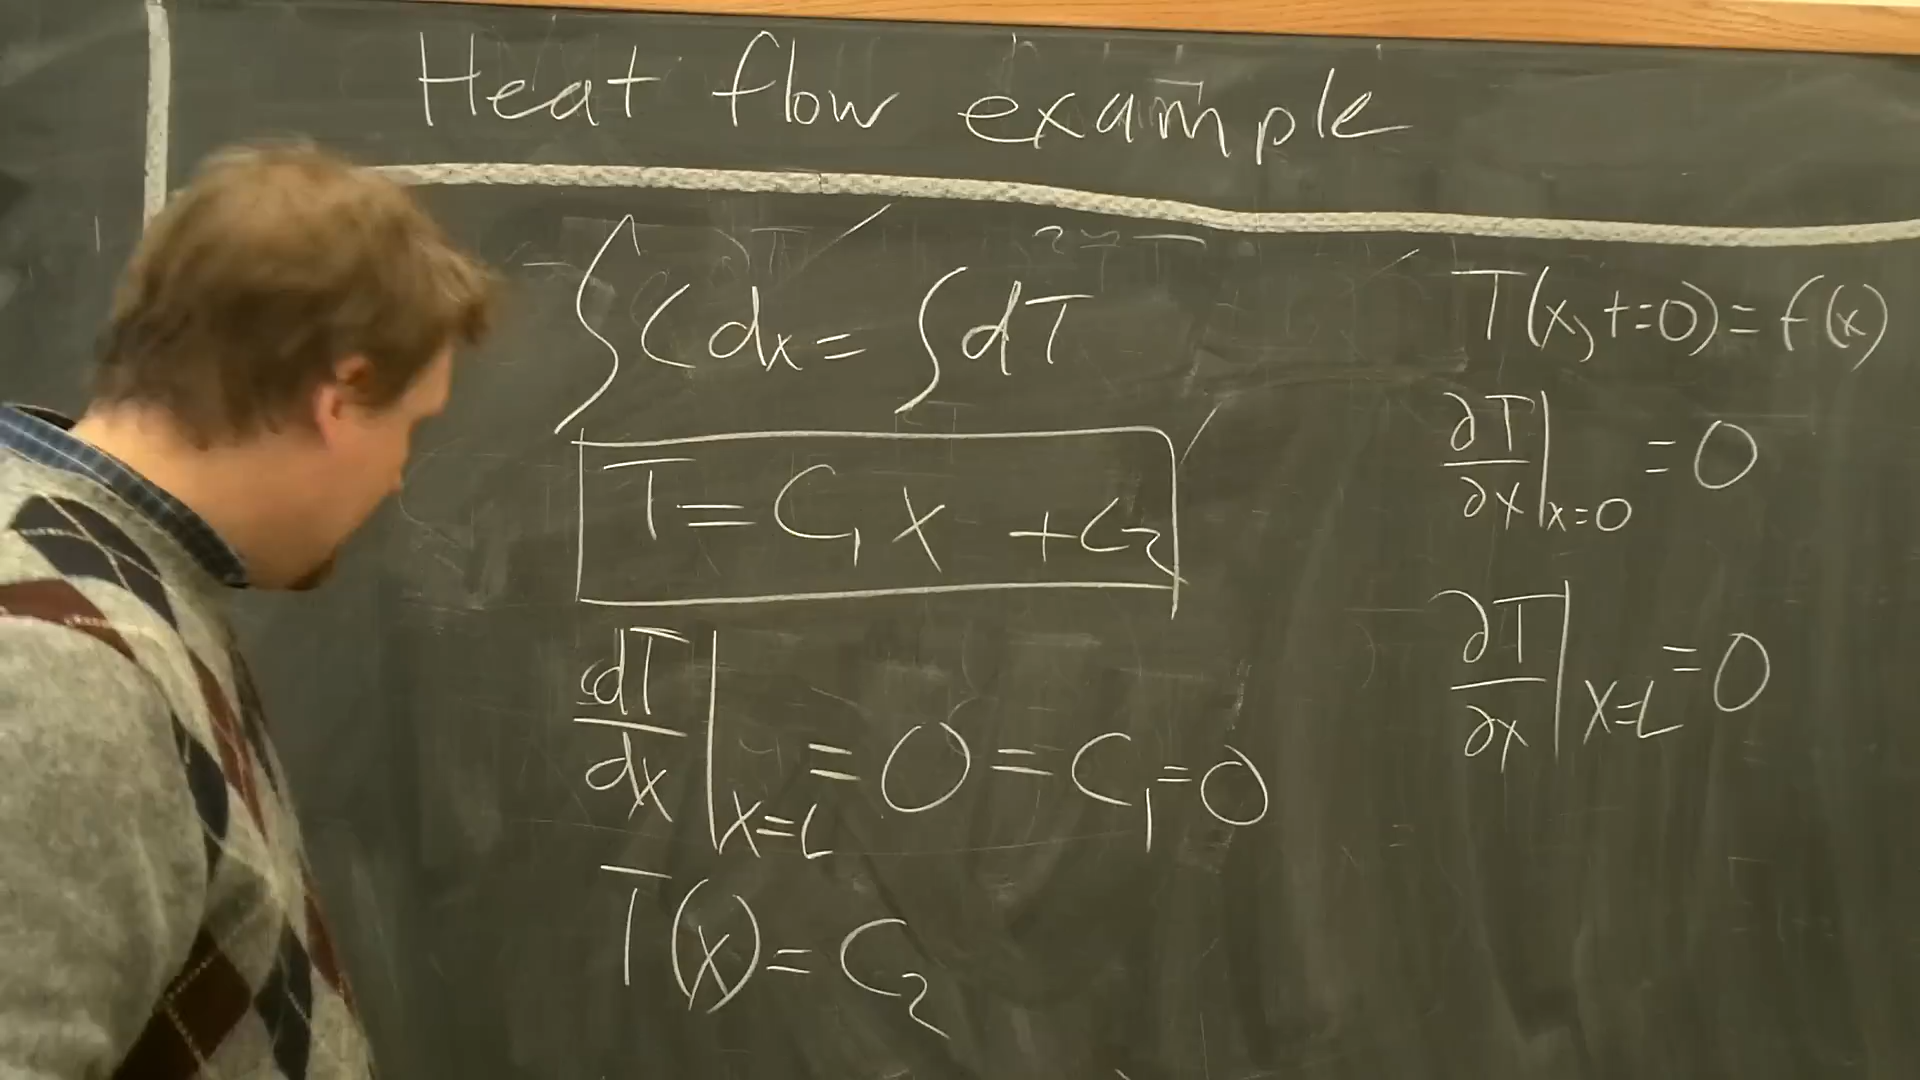 Heat flow example
∫C dx = ∫dT
T = C₁x + C₂
dT/dx|x=L = 0 = C₁ = 0
T(x) = C₂
T(x, t=0) = f(x)
∂T/∂x|x=0 = 0
∂T/∂x|x=L = 0